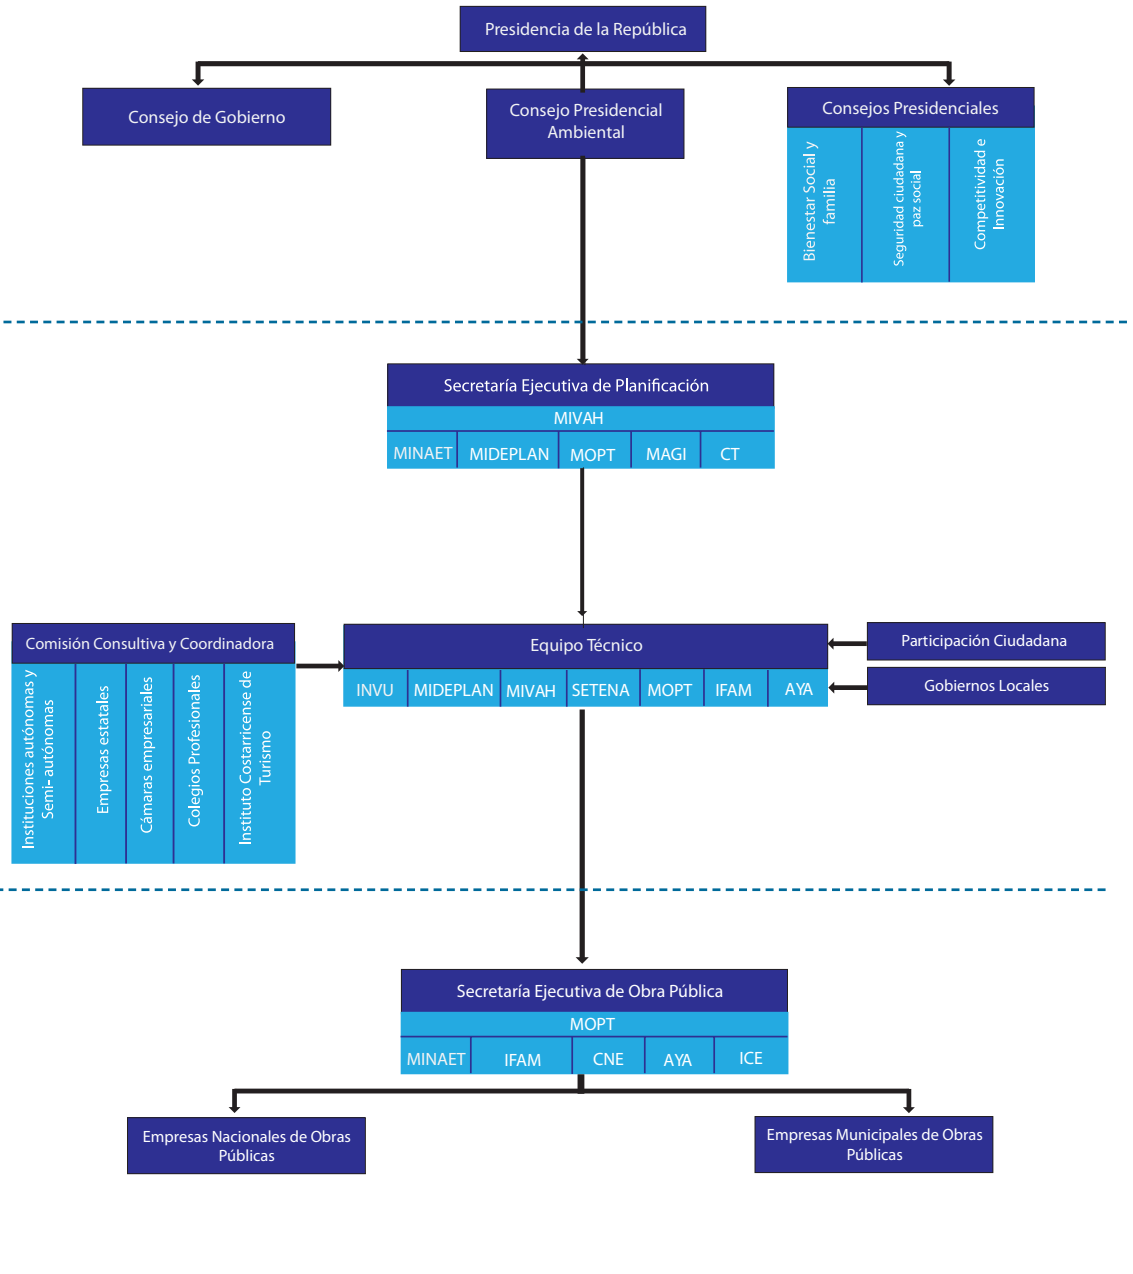 Presidencia de la República
Consejo de Gobierno
Consejo Presidencial
Ambiental
Consejos Presidenciales
Bienestar Social y
familia
Seguridad ciudadana y
paz social
Competitividad e
Innovación
Secretaría Ejecutiva de Planificación
MIVAH
MINAET
MIDEPLAN
MOPT
MAGI
CT
Comisión Consultiva y Coordinadora
Instituciones autónomas y
Semi- autónomas
Empresas estatales
Cámaras empresariales
Colegios Profesionales
Instituto Costarricense de
Turismo
Equipo Técnico
INVU
MIDEPLAN
MIVAH
SETENA
MOPT
IFAM
AYA
Participación Ciudadana
Gobiernos Locales
Secretaría Ejecutiva de Obra Pública
MOPT
MINAET
IFAM
CNE
AYA
ICE
Empresas Nacionales de Obras
Públicas
Empresas Municipales de Obras
Públicas